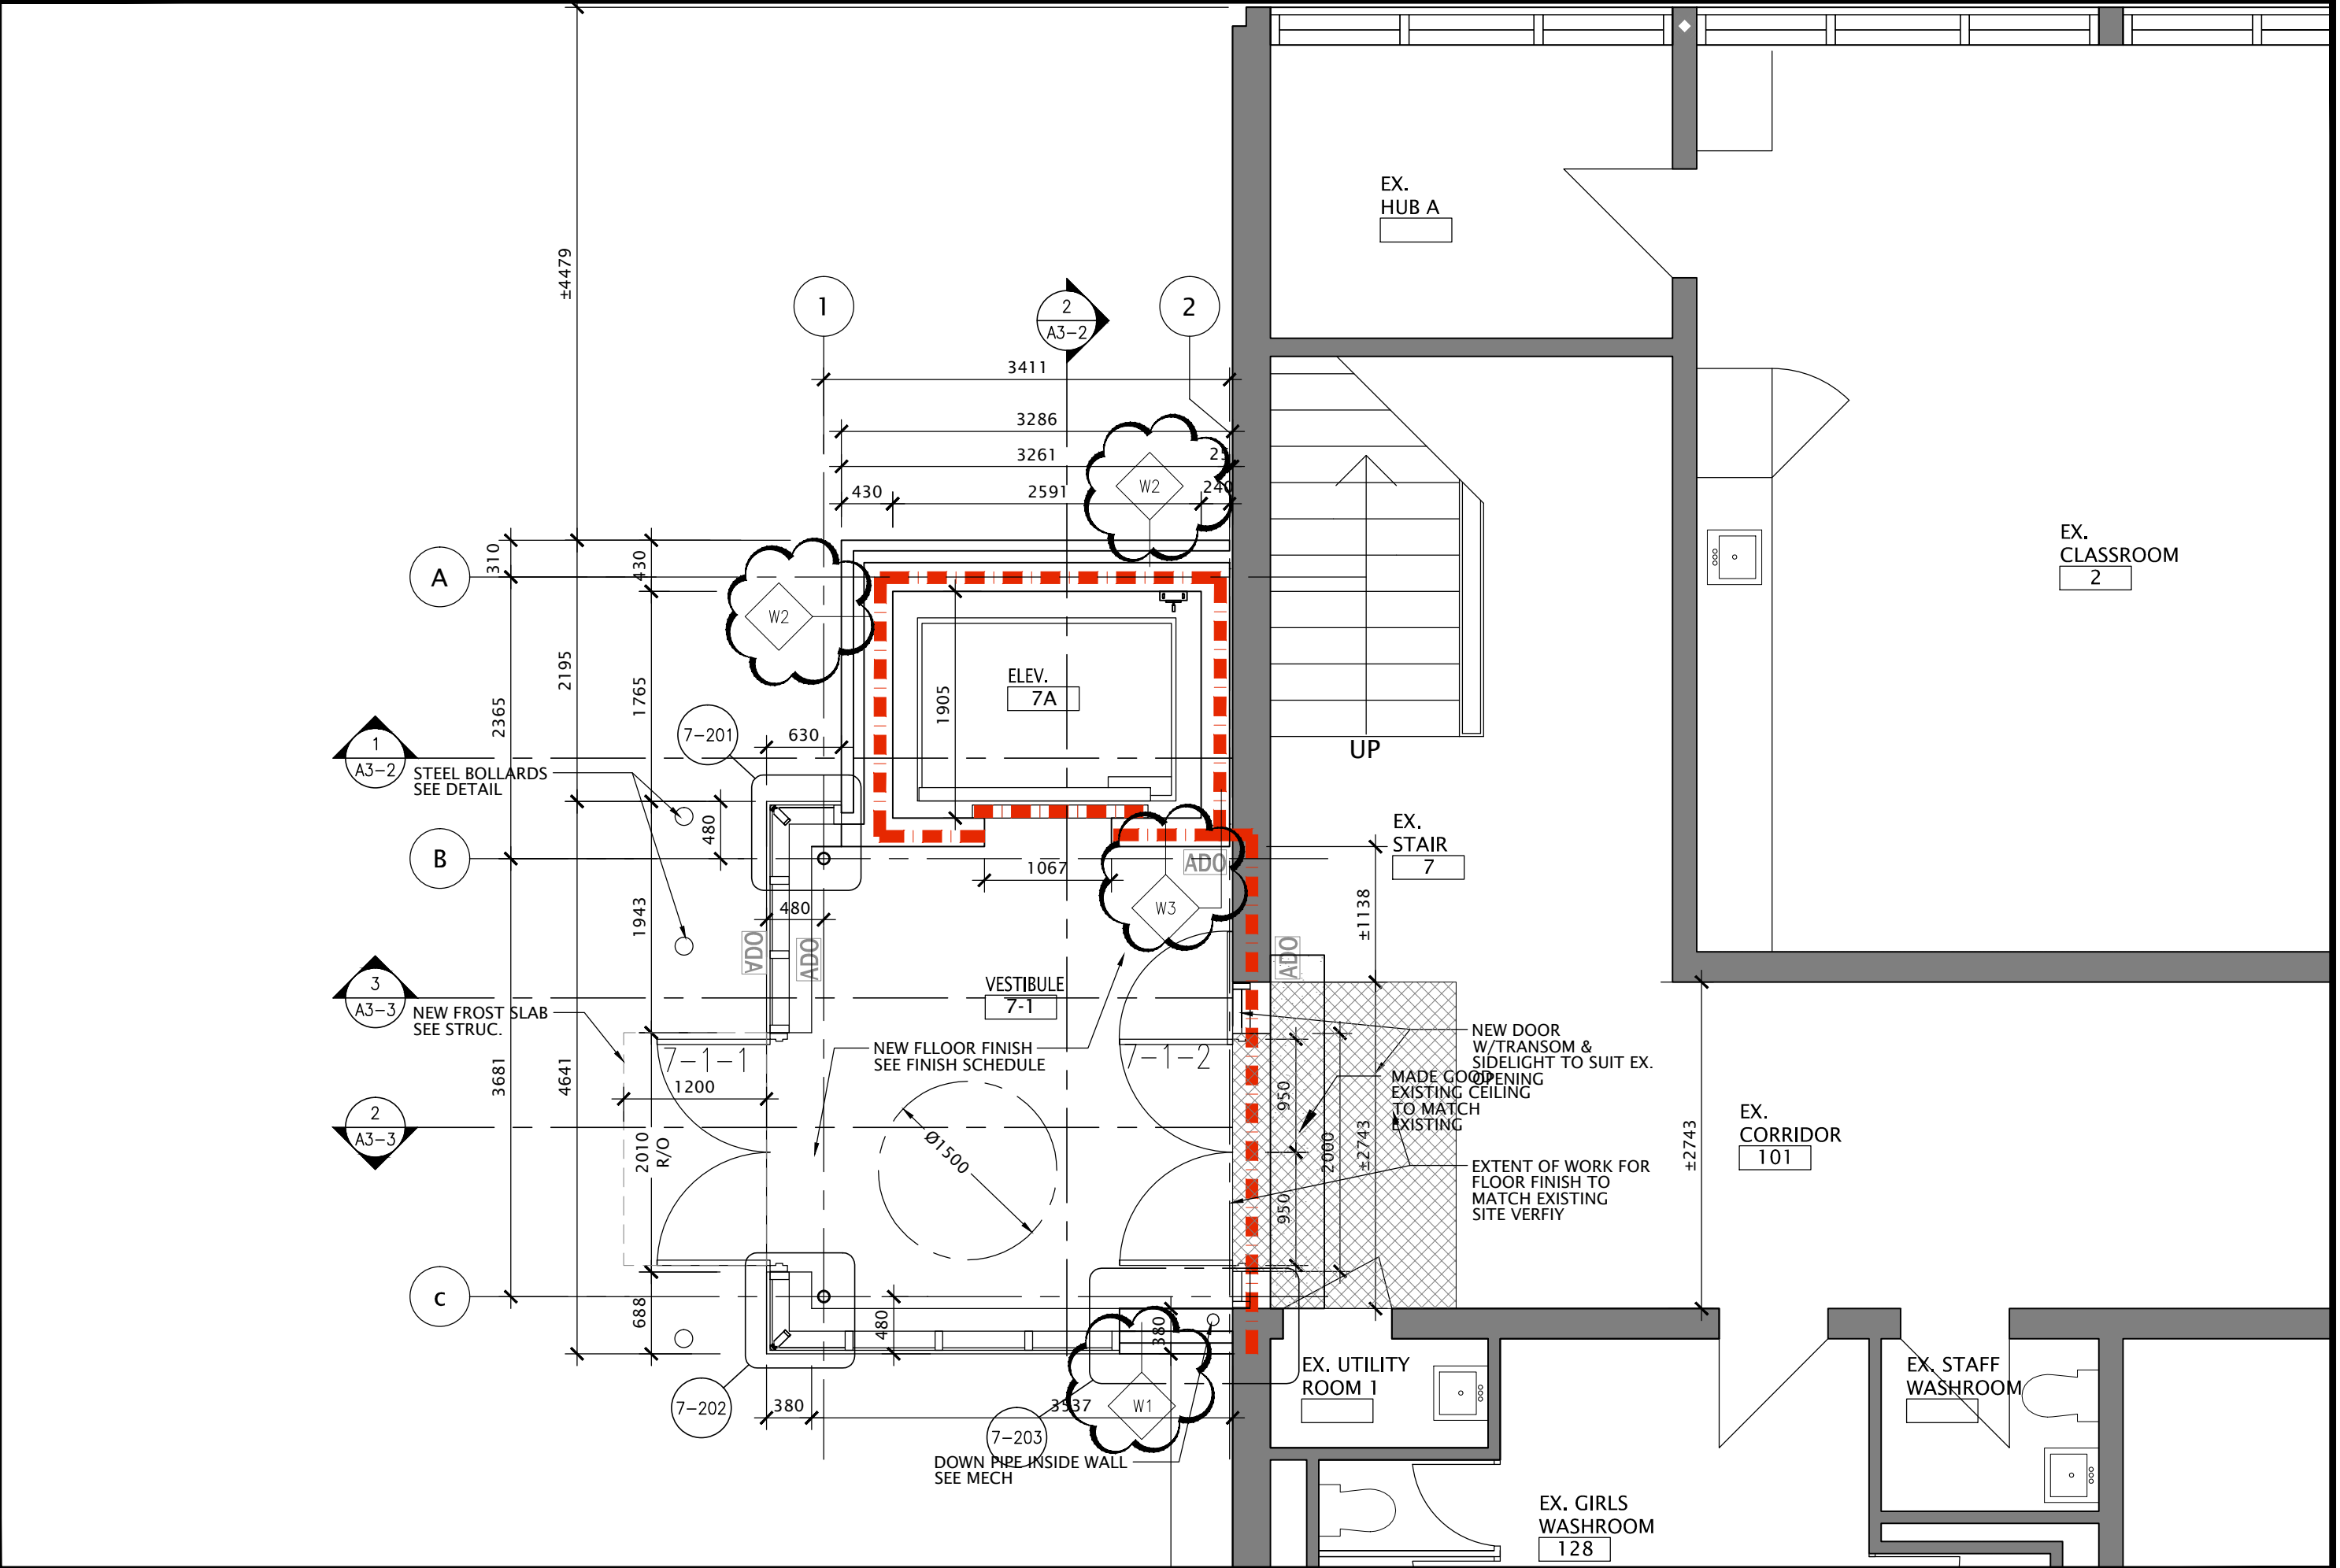 EX.
HUB A
±4479
1
2
A3-2
2
3411
3286
3261
25
430
2591
240
W2
EX.
CLASSROOM
2
A
310
430
W2
2195
1765
2365
1905
ELEV.
7A
7-201
630
1
A3-2
STEEL BOLLARDS
SEE DETAIL
UP
480
B
EX.
STAIR
7
ADO
1067
W3
±1138
480
1943
ADO
ADO
ADO
VESTIBULE
7-1
3
A3-3
NEW FROST SLAB
SEE STRUC.
NEW DOOR
W/TRANSOM &
SIDELIGHT TO SUIT EX.
OPENING
NEW FLLOOR FINISH
SEE FINISH SCHEDULE
7-1-1
7-1-2
1200
3681
4641
950
MADE GOOD
EXISTING CEILING
TO MATCH
EXISTING
2
A3-3
2010
R/O
Ø1500
2000
±2743
±2743
EX.
CORRIDOR
101
EXTENT OF WORK FOR
FLOOR FINISH TO
MATCH EXISTING
SITE VERFIY
950
C
688
480
380
EX. UTILITY
ROOM 1
EX. STAFF
WASHROOM
7-202
380
3537
W1
7-203
DOWN PIPE INSIDE WALL
SEE MECH
EX. GIRLS
WASHROOM
128